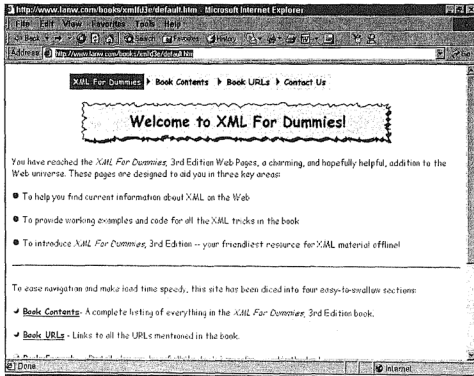 http://www.lanw.com/books/xmlfd3e/default.htm - Microsoft Internet Explorer
File Edit View Favorites Tools Help
Back Search Favorites History
Address http://www.lanw.com/books/xmlfd3e/default.htm Go
XML For Dummies Book Contents Book URLs Contact Us
Welcome to XML For Dummies!
You have reached the XML For Dummies, 3rd Edition Web Pages, a charming, and hopefully helpful, addition to the
Web universe. These pages are designed to aid you in three key areas:
To help you find current information about XML on the Web
To provide working examples and code for all the XML tricks in the book
To introduce XML For Dummies, 3rd Edition -- your friendliest resource for XML material offline!
To ease navigation and make load time speedy, this site has been diced into four easy-to-swallow sections:
Book Contents - A complete listing of everything in the XML For Dummies, 3rd Edition book.
Book URLs - Links to all the URLs mentioned in the book.
Done Internet